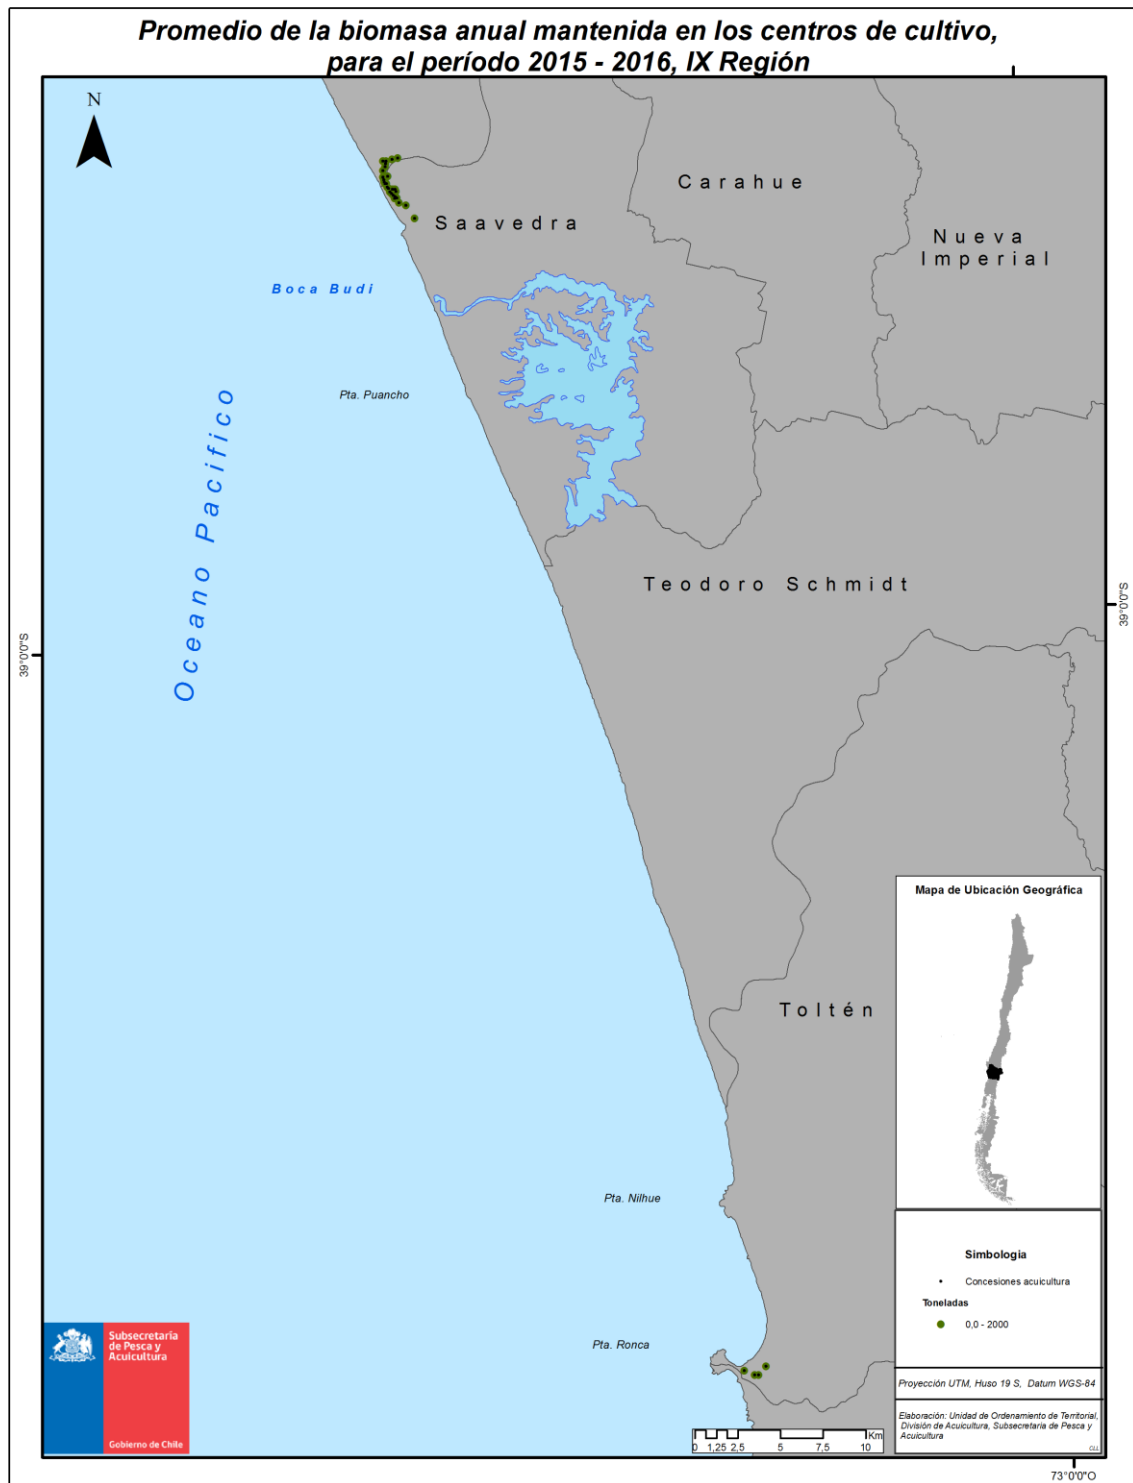 Promedio de la biomasa anual mantenida en los centros de cultivo,
para el período 2015 - 2016, IX Región
N
Carahue
Saavedra
Nueva
Imperial
Boca Budi
Pta. Puancho
Oceano Pacifico
Teodoro Schmidt
39°0'0"S
39°0'0"S
Mapa de Ubicación Geográfica
Toltén
Pta. Nilhue
Simbología
Concesiones acuicultura
Toneladas
0,0 - 2000
Pta. Ronca
Subsecretaría
de Pesca y
Acuicultura
Gobierno de Chile
Proyección UTM, Huso 19 S, Datum WGS-84
Elaboración: Unidad de Ordenamiento de Territorial,
División de Acuicultura, Subsecretaria de Pesca y
Acuicultura
Km
0 1,25 2,5 5 7,5 10
73°0'0"O